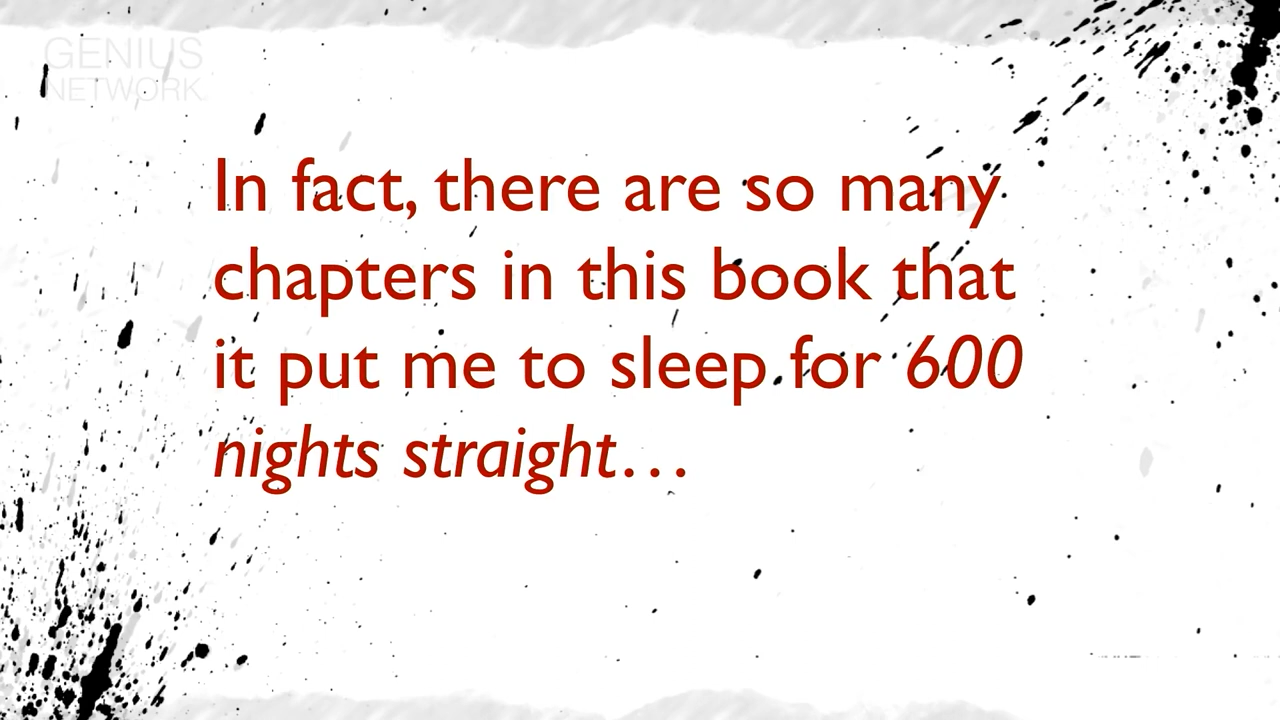 GENIUS
NETWORK
In fact, there are so many
chapters in this book that
it put me to sleep for 600
nights straight…